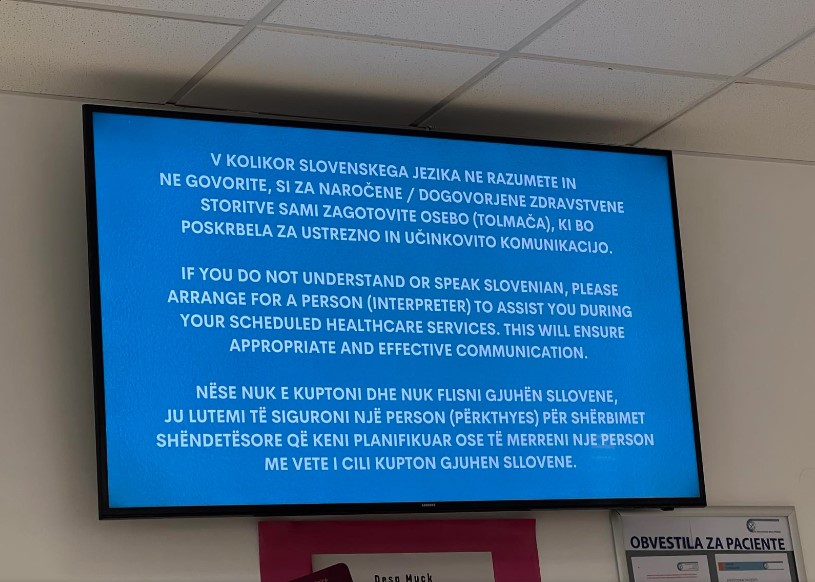 V KOLIKOR SLOVENSKEGA JEZIKA NE RAZUMETE IN
NE GOVORITE, SI ZA NAROČENE / DOGOVORJENE ZDRAVSTVENE
STORITVE SAMI ZAGOTOVITE OSEBO (TOLMAČA), KI BO
POSKRBELA ZA USTREZNO IN UČINKOVITO KOMUNIKACIJO.
IF YOU DO NOT UNDERSTAND OR SPEAK SLOVENIAN, PLEASE
ARRANGE FOR A PERSON (INTERPRETER) TO ASSIST YOU DURING
YOUR SCHEDULED HEALTHCARE SERVICES. THIS WILL ENSURE
APPROPRIATE AND EFFECTIVE COMMUNICATION.
NËSE NUK E KUPTONI DHE NUK FLISNI GJUHËN SLLOVENE,
JU LUTEMI TË SIGURONI NJË PERSON (PËRKTHYES) PËR SHËRBIMET
SHËNDETËSORE QË KENI PLANIFIKUAR OSE TË MERRENI NJE PERSON
ME VETE I CILI KUPTON GJUHEN SLLOVENE.
OBVESTILA ZA PACIENTE
Desa Muck